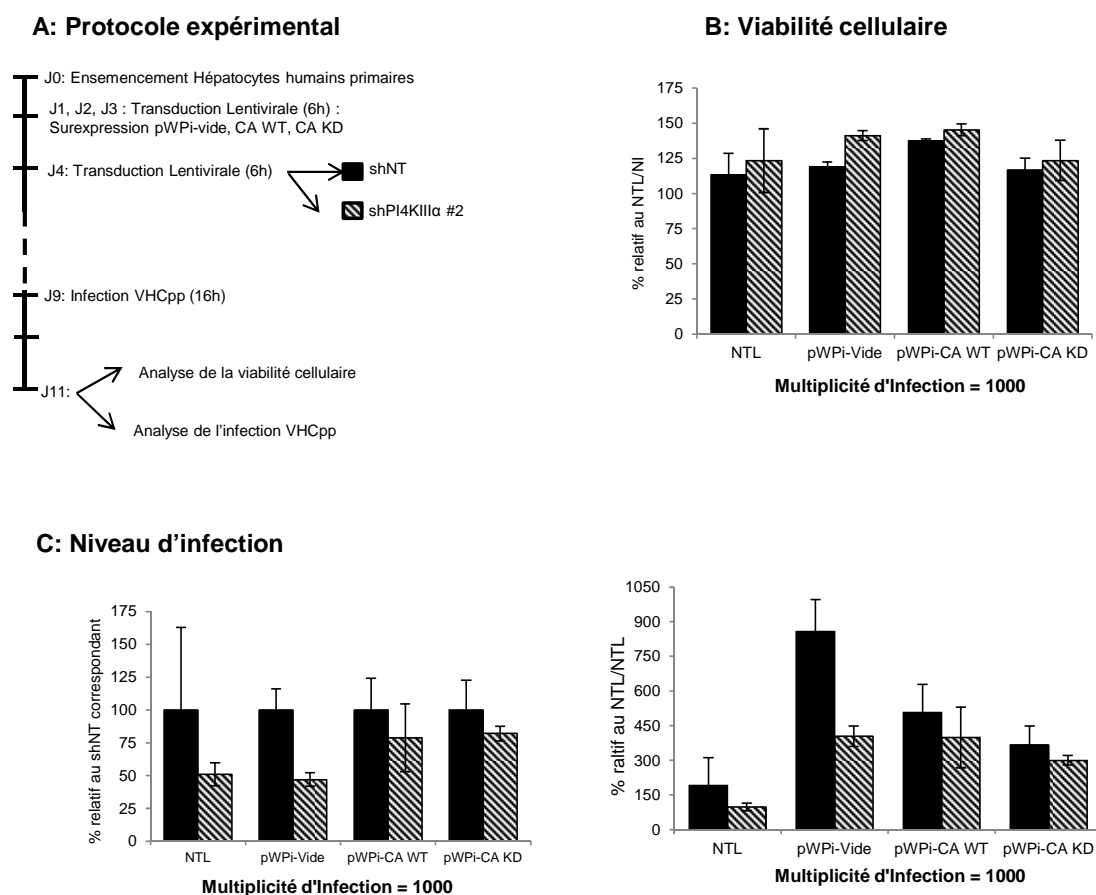 A: Protocole expérimental
J0: Ensemencement Hépatocytes humains primaires
J1, J2, J3 : Transduction Lentivirale (6h) :
Surexpression pWPi-vide, CA WT, CA KD
J4: Transduction Lentivirale (6h)
shNT
shPI4KIIIα #2
J9: Infection VHCpp (16h)
J11:
Analyse de la viabilité cellulaire
Analyse de l'infection VHCpp
B: Viabilité cellulaire
% relatif au NTL/NI
175
150
125
100
75
50
25
0
NTL pWPi-Vide pWPi-CA WT pWPi-CA KD
Multiplicité d'Infection = 1000
C: Niveau d’infection
% relatif au shNT correspondant
175
150
125
100
75
50
25
0
NTL pWPi-Vide pWPi-CA WT pWPi-CA KD
Multiplicité d'Infection = 1000
% raltif au NTL/NTL
1050
900
750
600
450
300
150
0
NTL pWPi-Vide pWPi-CA WT pWPi-CA KD
Multiplicité d'Infection = 1000